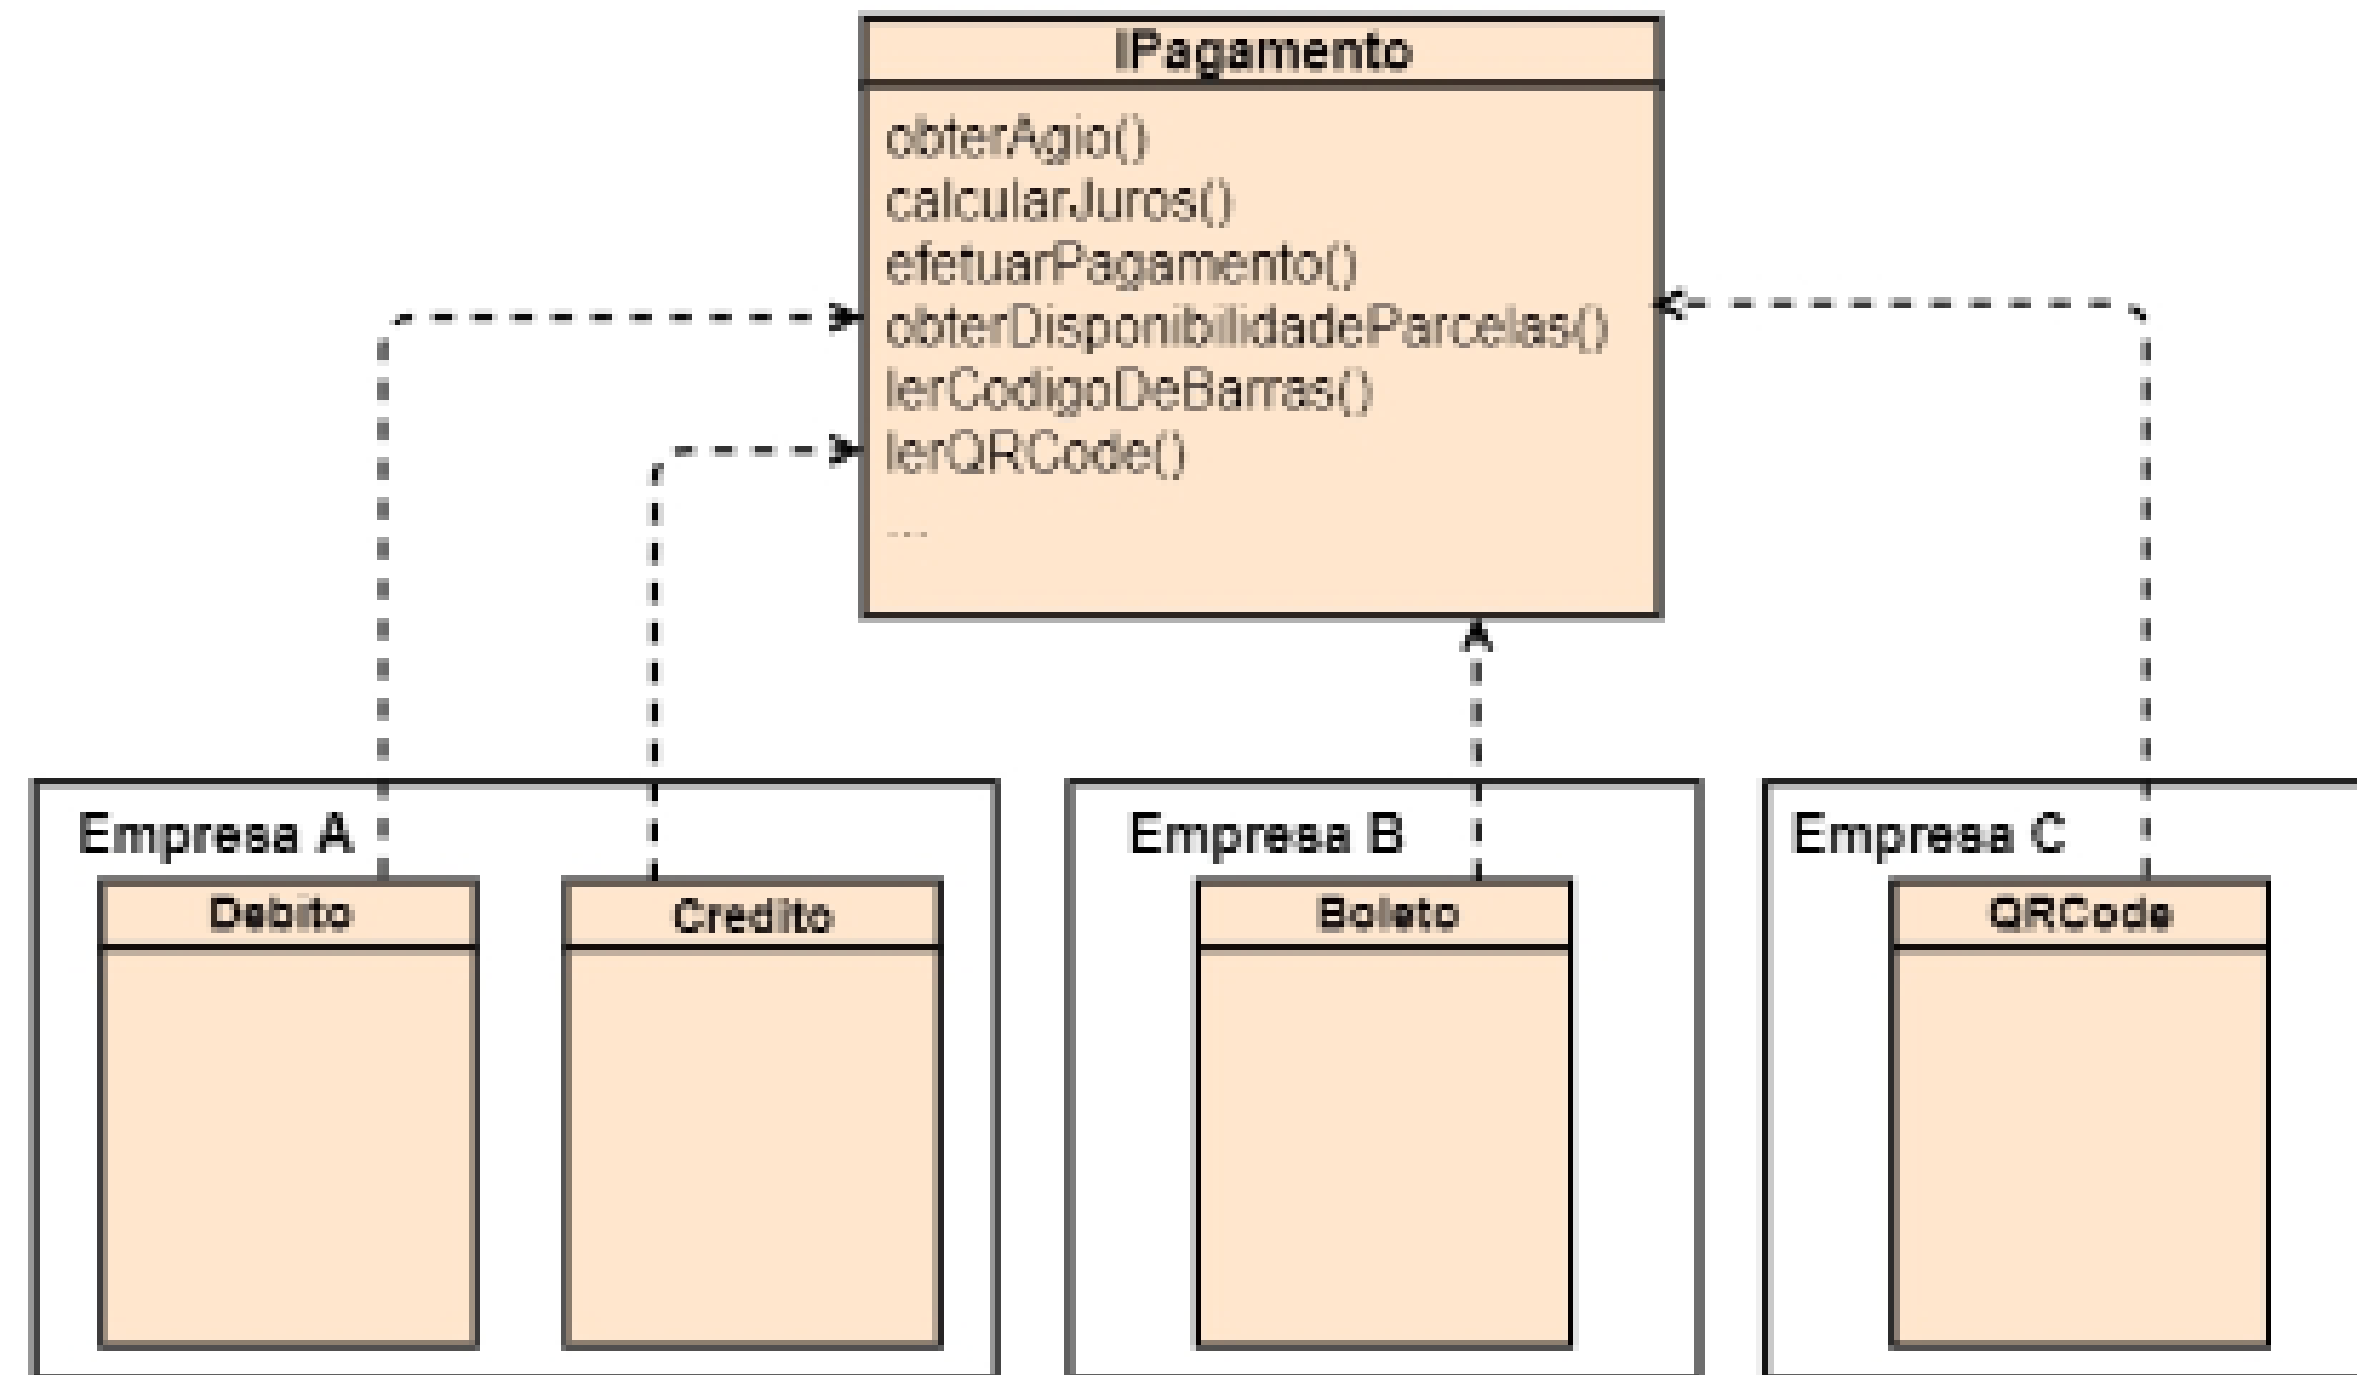 IPagamento
obterAgio()
calcularJuros()
efetuarPagamento()
obterDisponibilidadeParcelas()
lerCodigoDeBarras()
lerQRCode()
...
Empresa A
Debito
Credito
Empresa B
Boleto
Empresa C
QRCode